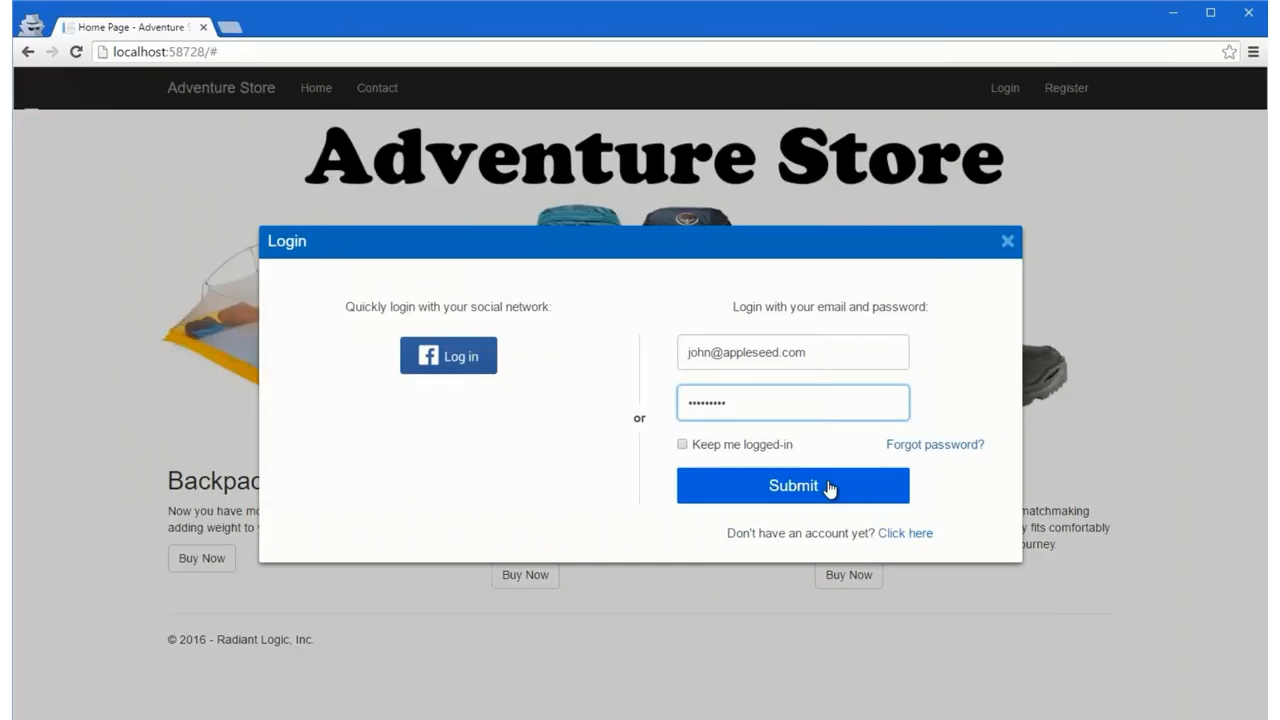 Home Page - Adventure S
localhost:58728/#
Adventure Store Home Contact Login Register
Adventure Store
Login
Quickly login with your social network:
Log in
or
Login with your email and password:
john@appleseed.com
•••••••••
Keep me logged-in Forgot password?
Submit
Don't have an account yet? Click here
Backpac
Now you have mo
adding weight to
Buy Now
Buy Now
matchmaking
y fits comfortably
ourney.
Buy Now
© 2016 - Radiant Logic, Inc.